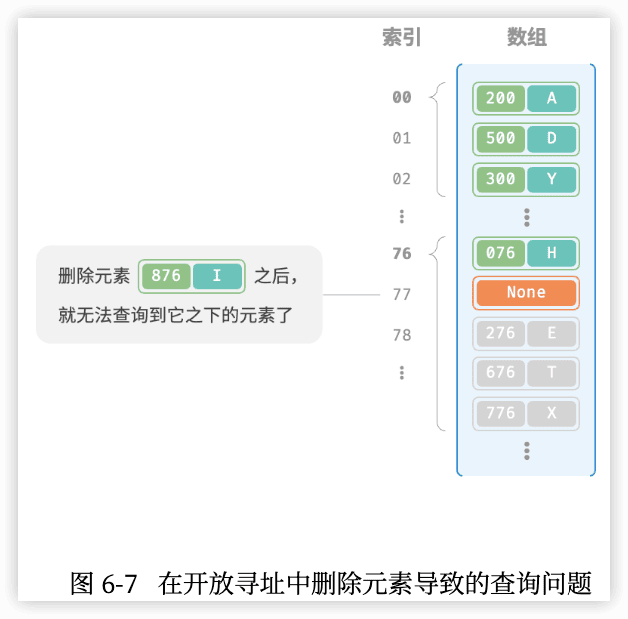 索引 数组
00 200 A
01 500 D
02 300 Y
76 076 H
删除元素 876 I 之后，
77 None
就无法查询到它之下的元素了
78 276 E
676 T
776 X
图 6-7 在开放寻址中删除元素导致的查询问题